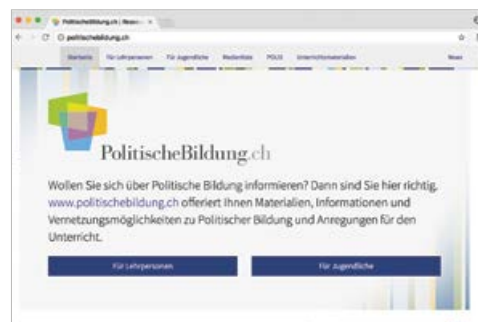 politischebildung.ch
Startseite Für Lehrpersonen Für Jugendliche Medienliste POLIS Unterrichtsmaterialien News
PolitischeBildung.ch
Wollen Sie sich über Politische Bildung informieren? Dann sind Sie hier richtig.
www.politischebildung.ch offeriert Ihnen Materialien, Informationen und
Vernetzungsmöglichkeiten zu Politischer Bildung und Anregungen für den
Unterricht.
Für Lehrpersonen Für Jugendliche